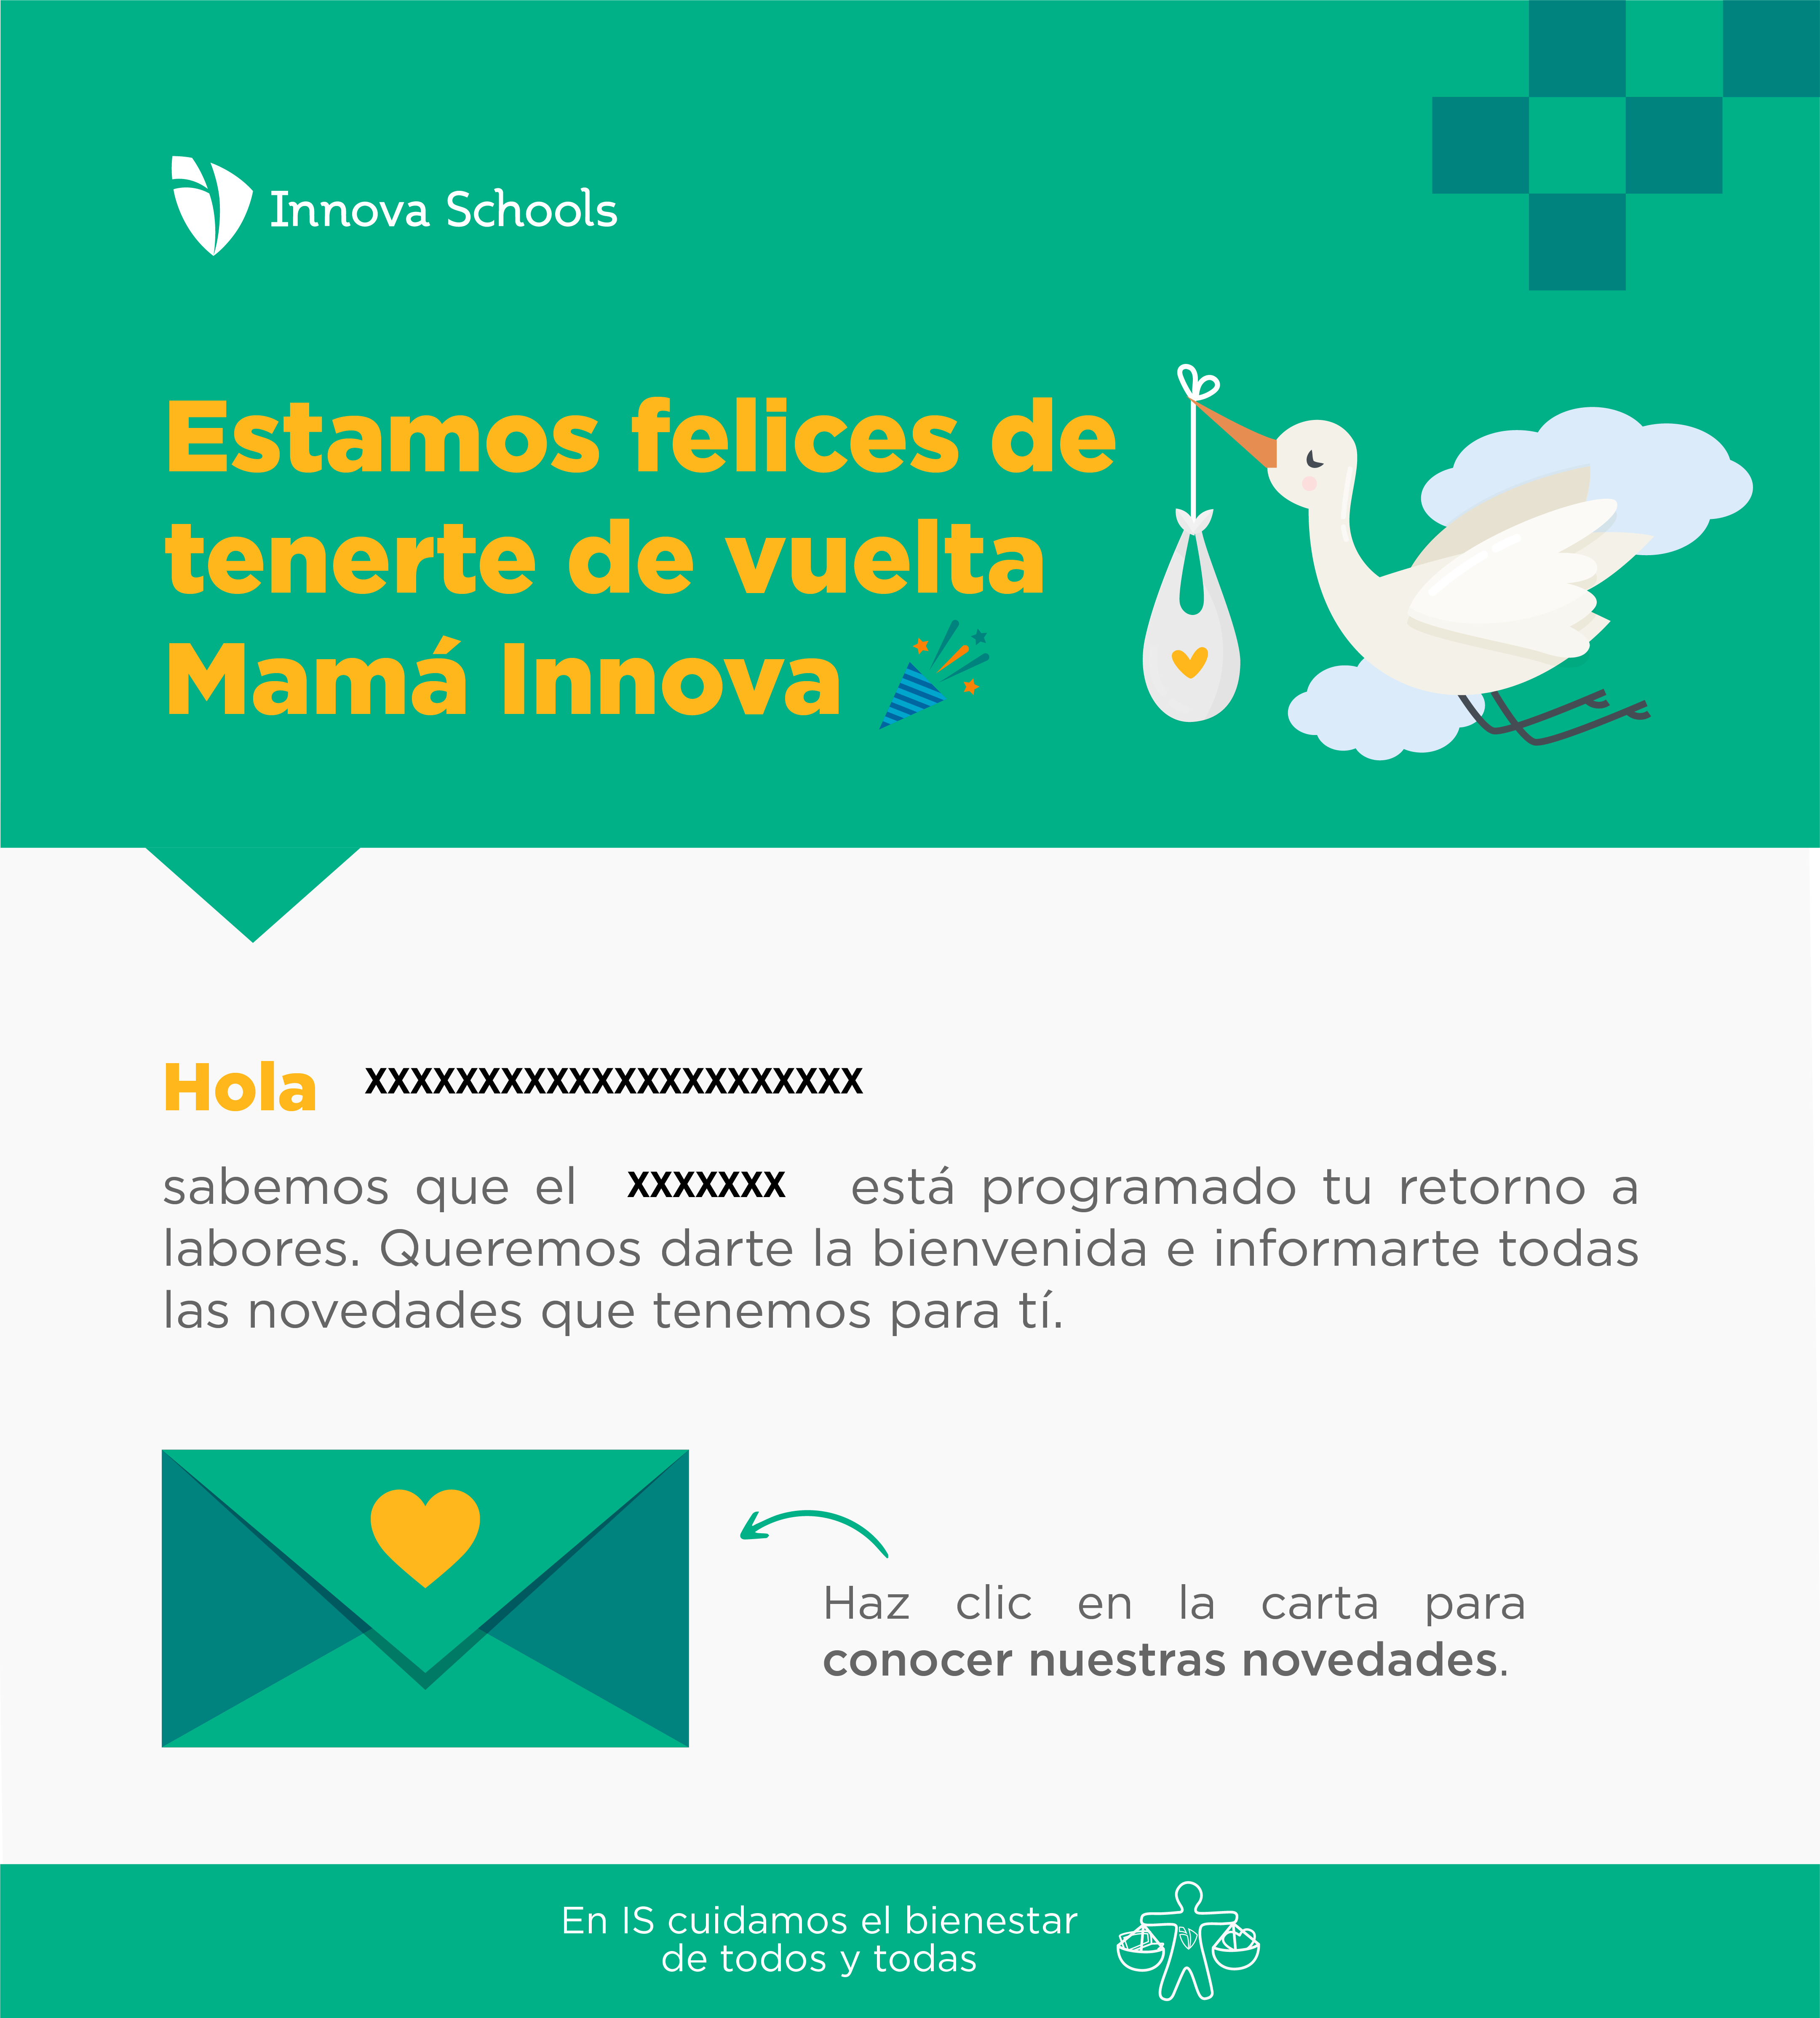 Innova Schools
Estamos felices de
tenerte de vuelta
Mamá Innova
Hola xxxxxxxxxxxxxxxxxxxxxx
sabemos que el xxxxxxx está programado tu retorno a
labores. Queremos darte la bienvenida e informarte todas
las novedades que tenemos para tí.
Haz clic en la carta para
conocer nuestras novedades.
En IS cuidamos el bienestar
de todos y todas